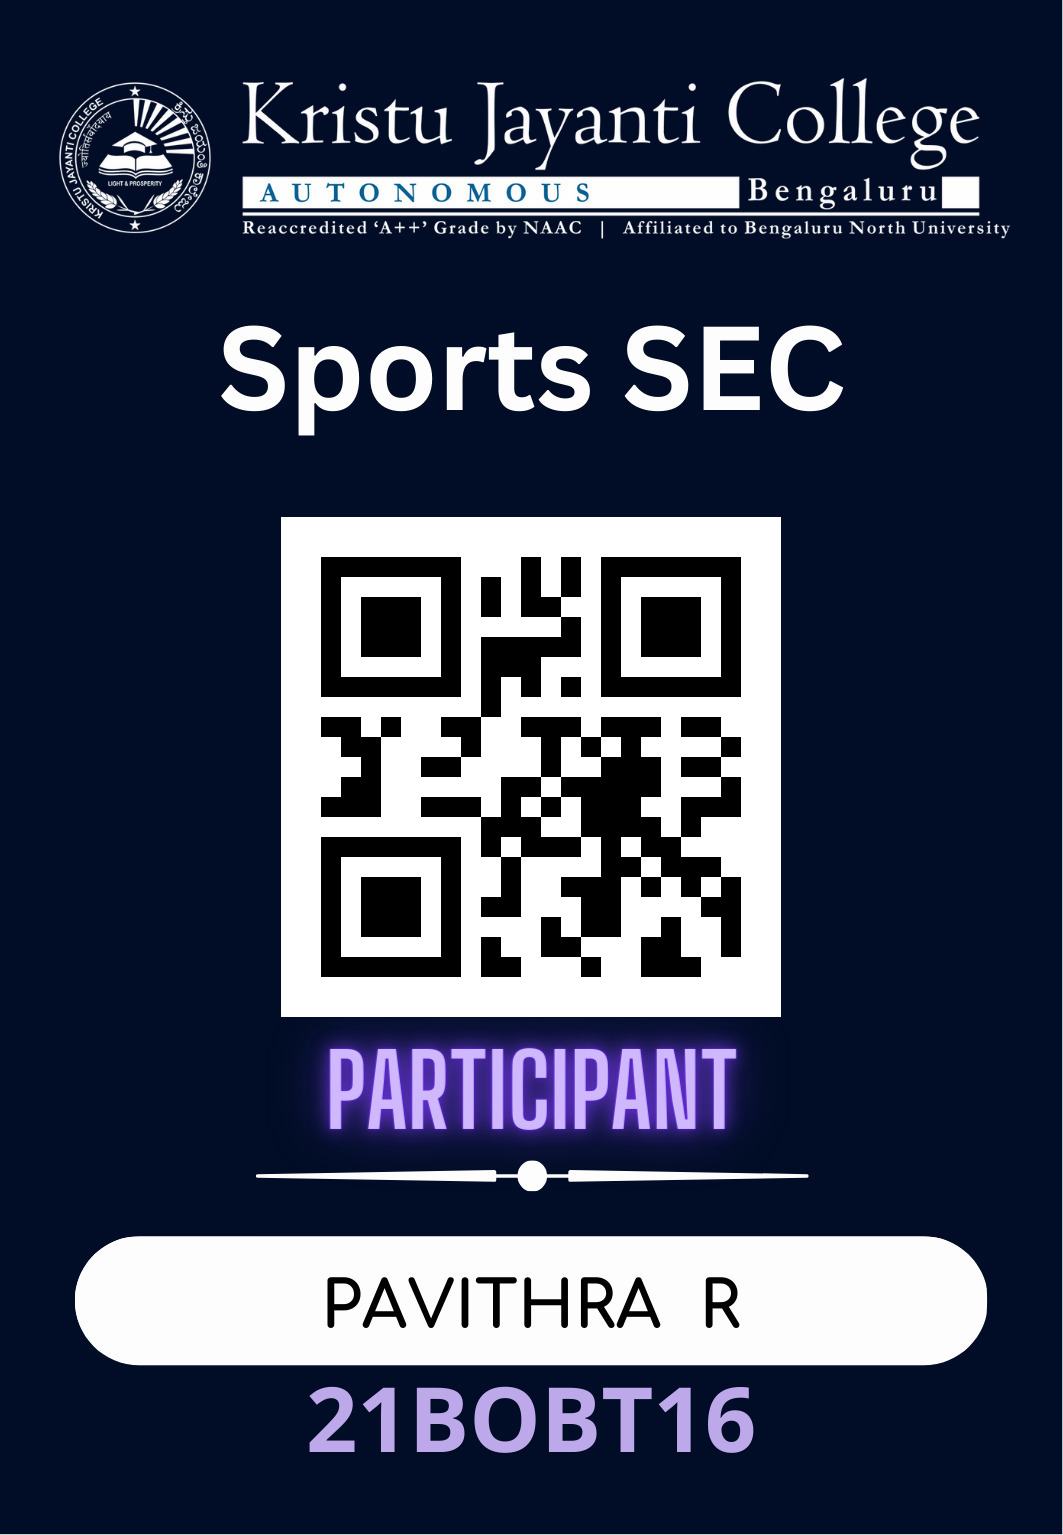 KRISTU JAYANTI COLLEGE
ಕ್ರಿಸ್ತು ಜಯಂತಿ ಕಾಲೇಜು
LIGHT & PROSPERITY
Kristu Jayanti College
AUTONOMOUS Bengaluru
Reaccredited ‘A++’ Grade by NAAC | Affiliated to Bengaluru North University
Sports SEC
PARTICIPANT
PAVITHRA R
21BOBT16